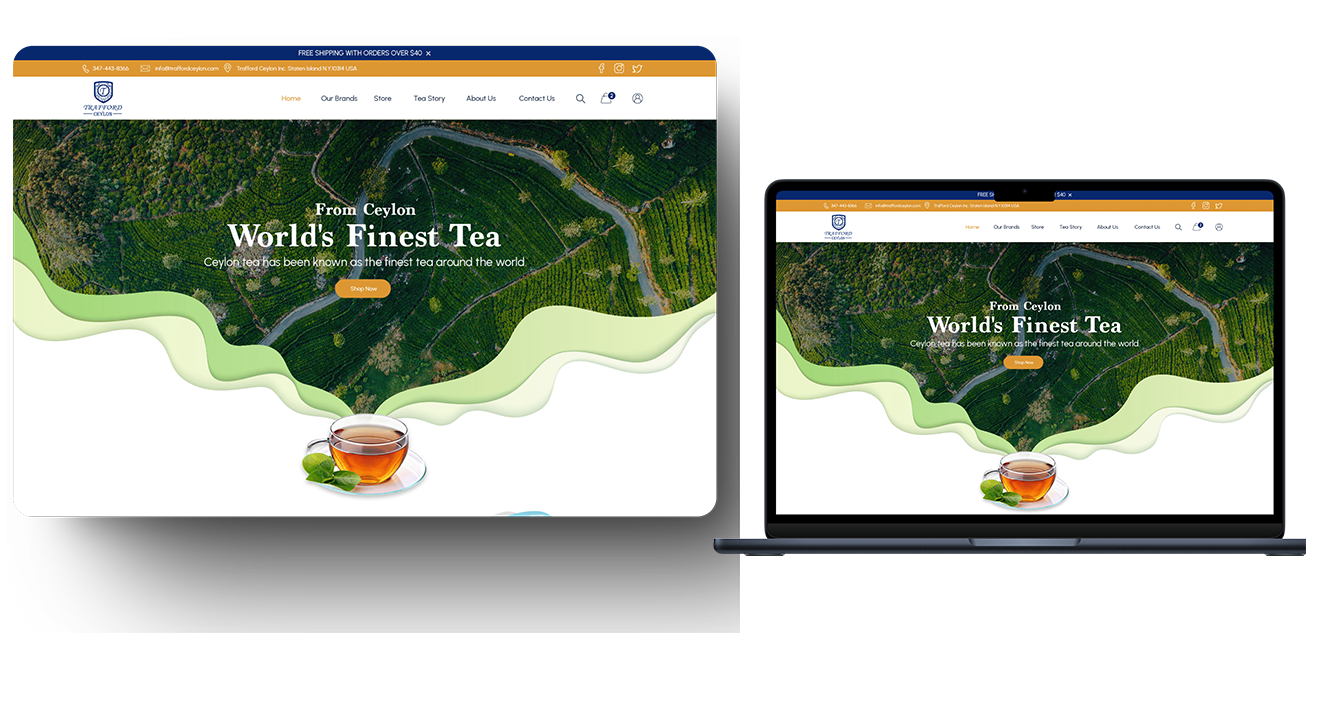 FREE SHIPPING WITH ORDERS OVER $40 ×
347-443-8366 info@traffordceylon.com Trafford Ceylon Inc. Staten Island N.Y10314 USA
TRAFFORD
CEYLON
Home Our Brands Store Tea Story About Us Contact Us 2
From Ceylon
World's Finest Tea
Ceylon tea has been known as the finest tea around the world
Shop Now
FREE SH $40 ×
347-443-8366 info@traffordceylon.com Trafford Ceylon Inc. Staten Island N.Y10314 USA
TRAFFORD
CEYLON
Home Our Brands Store Tea Story About Us Contact Us 2
From Ceylon
World's Finest Tea
Ceylon tea has been known as the finest tea around the world
Shop Now